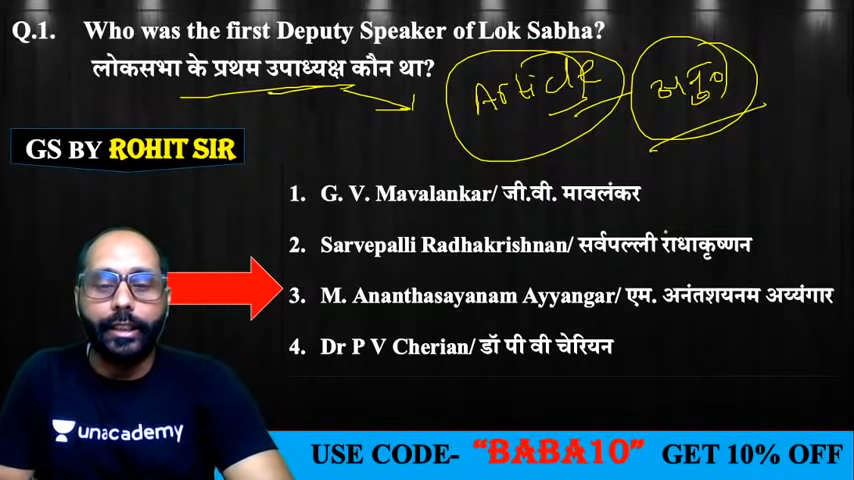 Q.1. Who was the first Deputy Speaker of Lok Sabha?
लोकसभा के प्रथम उपाध्यक्ष कौन था?
Article
GS BY ROHIT SIR
1. G. V. Mavalankar/ जी.वी. मावलंकर
2. Sarvepalli Radhakrishnan/ सर्वपल्ली राधाकृष्णन
3. M. Ananthasayanam Ayyangar/ एम. अनंतशयनम अय्यंगार
4. Dr P V Cherian/ डॉ पी वी चेरियन
unacademy
USE CODE- “BABA10” GET 10% OFF